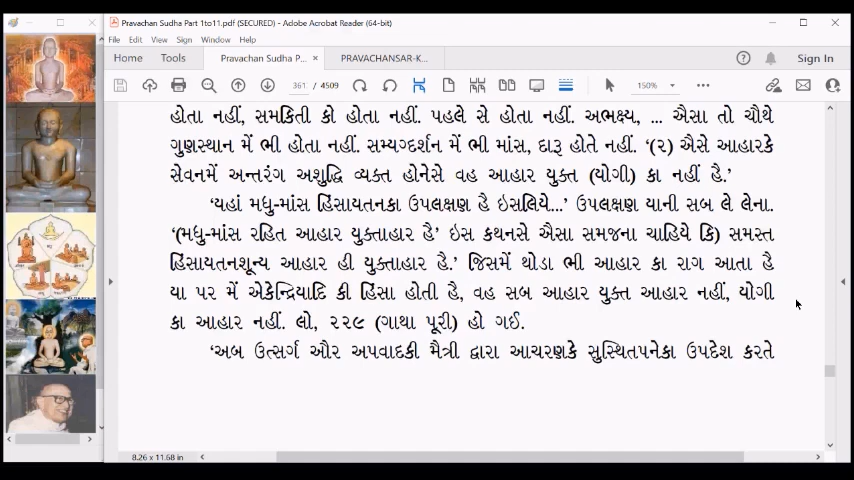 Pravachan Sudha Part 1to11.pdf (SECURED) - Adobe Acrobat Reader (64-bit)
File Edit View Sign Window Help
Home Tools Pravachan Sudha P... × PRAVACHANSAR-K... Sign In
361 / 4509 150%
હોતા નહીં, સમકિતી કો હોતા નહીં. પહલે સે હોતા નહીં. અભક્ષ્ય, ... ઐસા તો ચૌથે
ગુણસ્થાન મેં ભી હોતા નહીં. સમ્યગ્દર્શન મેં ભી માંસ, દારૂ હોતે નહીં. ‘(૨) ઐસે આહારકે
સેવનમેં અન્તરંગ અશુદ્ધિ વ્યક્ત હોનેસે વહ આહાર યુક્ત (યોગી) કા નહીં હૈ.’
‘યહાં મધુ-માંસ હિંસાયતનકા ઉપલક્ષણ હૈ ઇસલિયે...’ ઉપલક્ષણ યાની સબ લે લેના.
‘(મધુ-માંસ રહિત આહાર યુક્તાહાર હૈ’ ઇસ કથનસે ઐસા સમજના ચાહિયે કિ) સમસ્ત
હિંસાયતનશૂન્ય આહાર હી યુક્તાહાર હૈ.’ જિસમેં થોડા ભી આહાર કા રાગ આતા હૈ
યા પર મેં એકેન્દ્રિયાદિ કી હિંસા હોતી હૈ, વહ સબ આહાર યુક્ત આહાર નહીં, યોગી
કા આહાર નહીં. લો, ૨૨૯ (ગાથા પૂરી) હો ગઈ.
‘અબ ઉત્સર્ગ ઔર અપવાદકી મૈત્રી દ્વારા આચરણકે સુસ્થિતપનેકા ઉપદેશ કરતે
8.26 x 11.68 in